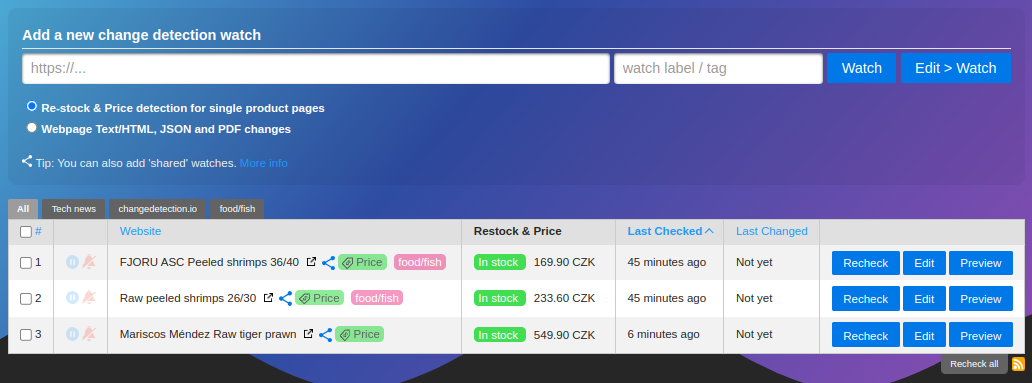 Add a new change detection watch
https://... watch label / tag Watch Edit > Watch
Re-stock & Price detection for single product pages
Webpage Text/HTML, JSON and PDF changes
Tip: You can also add 'shared' watches. More info
All Tech news changedetection.io food/fish
# Website Restock & Price Last Checked Last Changed
1 FJORU ASC Peeled shrimps 36/40 Price food/fish In stock 169.90 CZK 45 minutes ago Not yet Recheck Edit Preview
2 Raw peeled shrimps 26/30 Price food/fish In stock 233.60 CZK 45 minutes ago Not yet Recheck Edit Preview
3 Mariscos Méndez Raw tiger prawn Price In stock 549.90 CZK 6 minutes ago Not yet Recheck Edit Preview
Recheck all